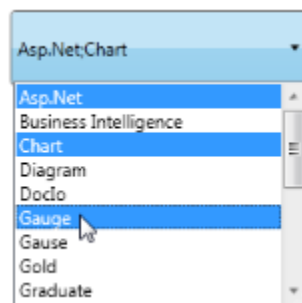 Asp.Net;Chart
Asp.Net
Business Intelligence
Chart
Diagram
DocIo
Gauge
Gause
Gold
Graduate